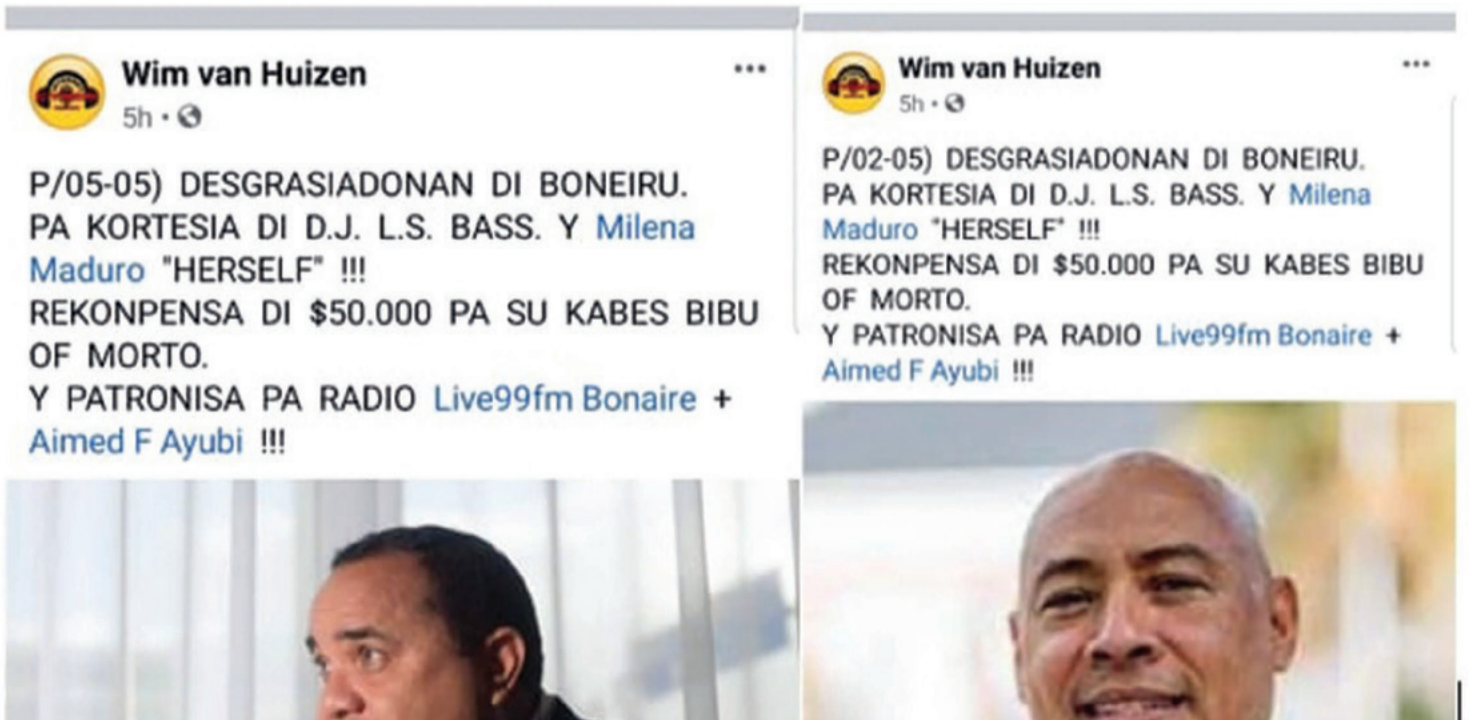 Wim van Huizen
5h
P/05-05) DESGRASIADONAN DI BONEIRU.
PA KORTESIA DI D.J. L.S. BASS. Y Milena
Maduro "HERSELF" !!!
REKONPENSA DI $50.000 PA SU KABES BIBU
OF MORTO.
Y PATRONISA PA RADIO Live99fm Bonaire +
Aimed F Ayubi !!!
Wim van Huizen
5h
P/02-05) DESGRASIADONAN DI BONEIRU.
PA KORTESIA DI D.J. L.S. BASS. Y Milena
Maduro "HERSELF" !!!
REKONPENSA DI $50.000 PA SU KABES BIBU
OF MORTO.
Y PATRONISA PA RADIO Live99fm Bonaire +
Aimed F Ayubi !!!